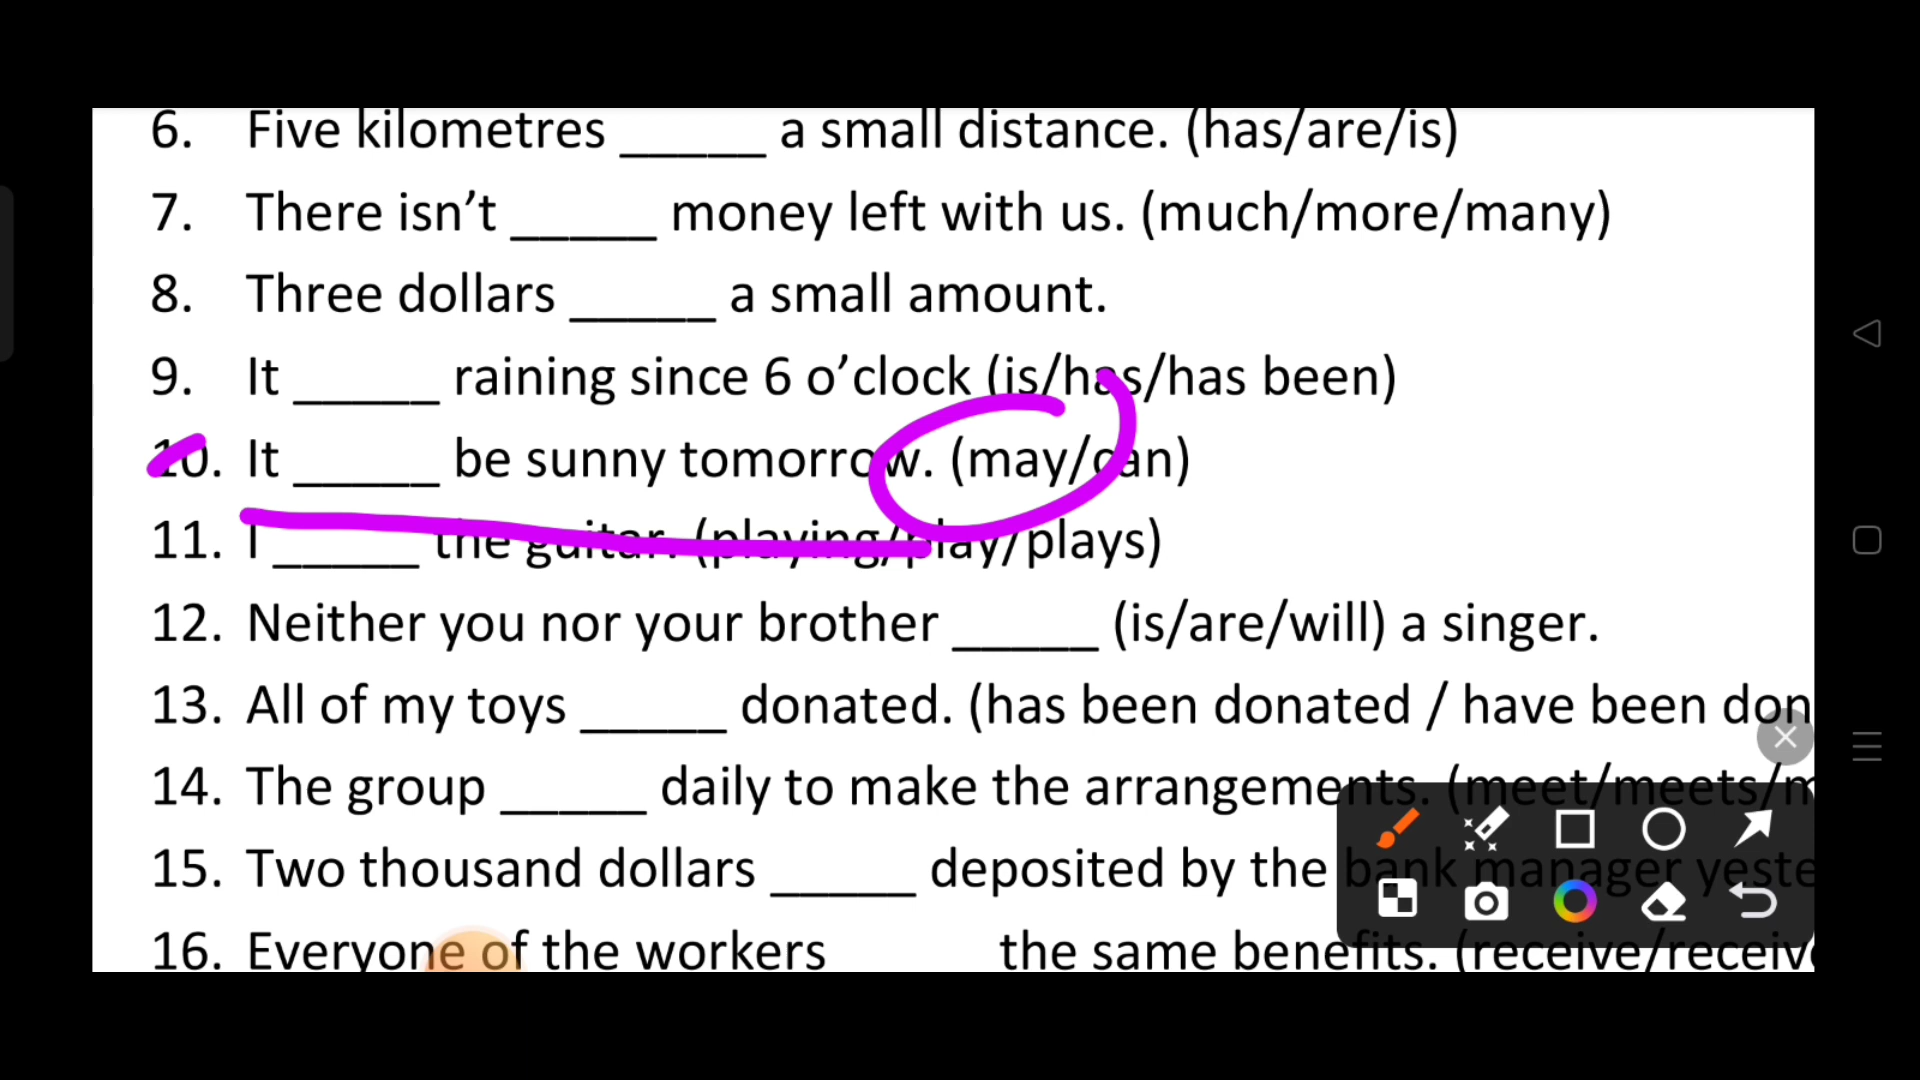 6. Five kilometres _____ a small distance. (has/are/is)
7. There isn’t _____ money left with us. (much/more/many)
8. Three dollars _____ a small amount.
9. It _____ raining since 6 o’clock (is/has/has been)
10. It _____ be sunny tomorrow. (may/can)
11. I _____ the guitar. (playing/play/plays)
12. Neither you nor your brother _____ (is/are/will) a singer.
13. All of my toys _____ donated. (has been donated / have been don
14. The group _____ daily to make the arrangements. (meet/meets/m
15. Two thousand dollars _____ deposited by the bank manager yeste
16. Everyone of the workers the same benefits. (receive/receive